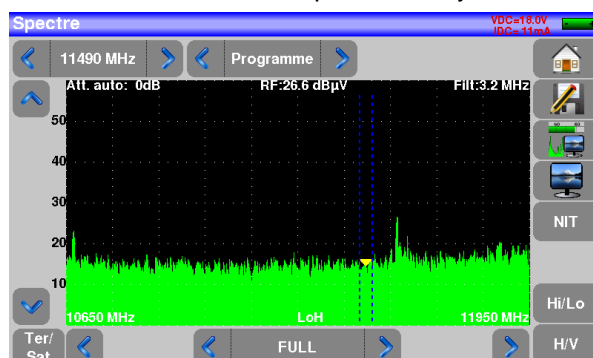 Spectre
VDC=18.0V
IDC= 11mA
11490 MHz
Programme
Att. auto: 0dB
RF:26.6 dBµV
Filt:3.2 MHz
50
40
30
20
10
NIT
10650 MHz
LoH
11950 MHz
Hi/Lo
Ter/
Sat
FULL
H/V